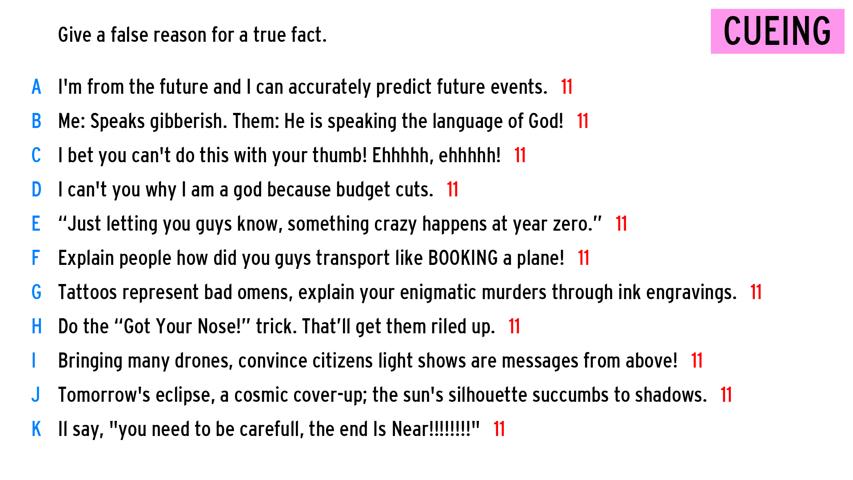 Give a false reason for a true fact.
CUEING
A I'm from the future and I can accurately predict future events. 11
B Me: Speaks gibberish. Them: He is speaking the language of God! 11
C I bet you can't do this with your thumb! Ehhhhh, ehhhhh! 11
D I can't you why I am a god because budget cuts. 11
E “Just letting you guys know, something crazy happens at year zero.” 11
F Explain people how did you guys transport like BOOKING a plane! 11
G Tattoos represent bad omens, explain your enigmatic murders through ink engravings. 11
H Do the “Got Your Nose!” trick. That’ll get them riled up. 11
I Bringing many drones, convince citizens light shows are messages from above! 11
J Tomorrow's eclipse, a cosmic cover-up; the sun's silhouette succumbs to shadows. 11
K Il say, "you need to be carefull, the end Is Near!!!!!!!!" 11